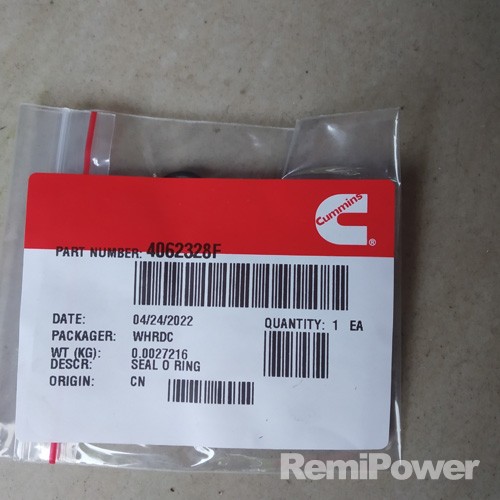 Cummins
®
PART NUMBER: 4062328F
DATE: 04/24/2022
QUANTITY: 1 EA
PACKAGER: WHRDC
WT (KG): 0.0027216
DESCR: SEAL O RING
ORIGIN: CN
RemiPower